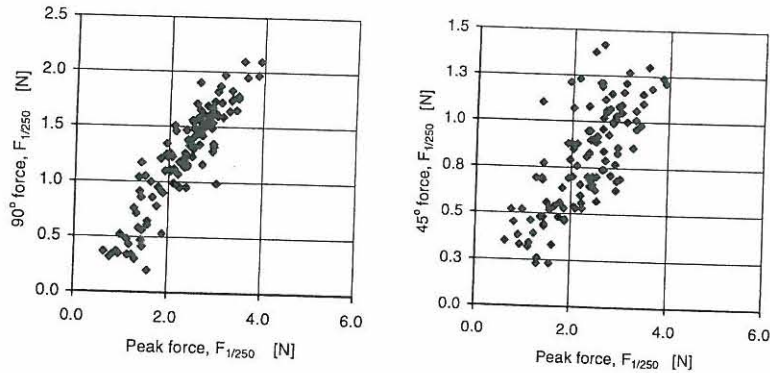 2.5
2.0
1.5
1.0
0.5
0.0
90° force, F1/250 [N]
0.0 2.0 4.0 6.0
Peak force, F1/250 [N]
1.5
1.3
1.0
0.8
0.5
0.3
0.0
45° force, F1/250 [N]
0.0 2.0 4.0 6.0
Peak force, F1/250 [N]